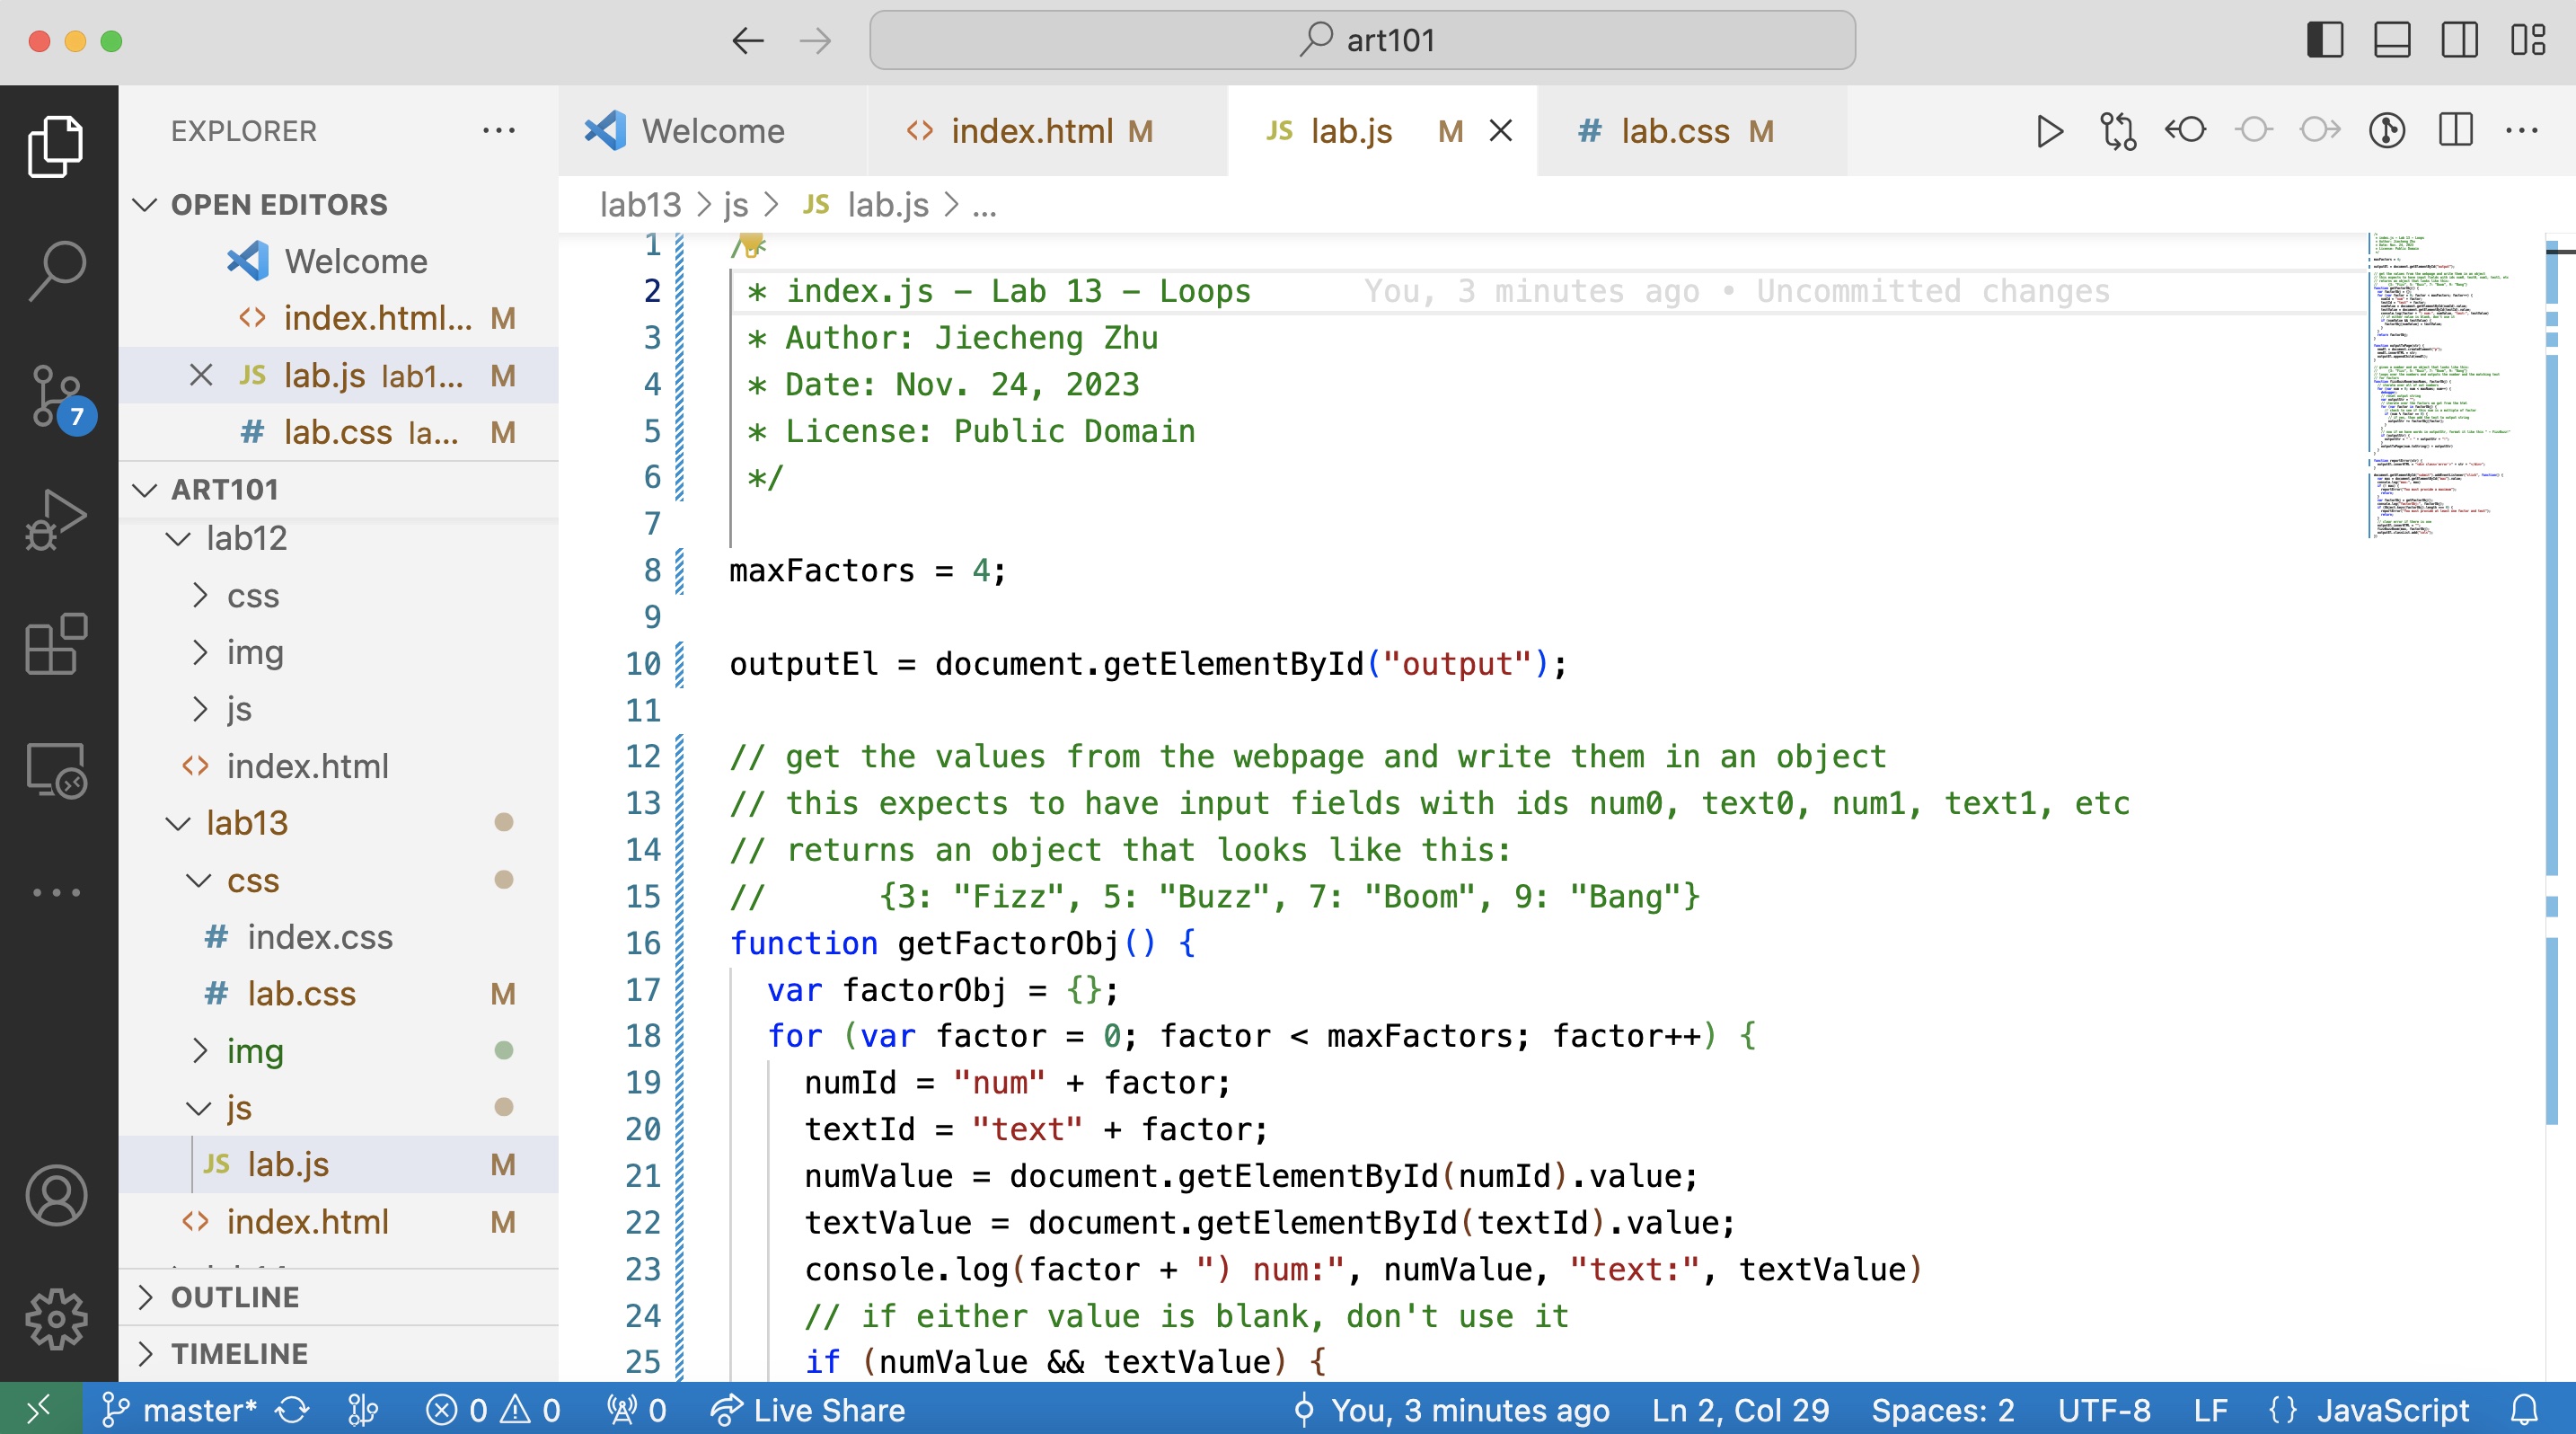 art101
EXPLORER
OPEN EDITORS
Welcome
index.html... M
JS lab.js lab1... M
# lab.css la... M
7
ART101
lab12
css
img
js
index.html
lab13
css
# index.css
# lab.css M
img
js
JS lab.js M
index.html M
OUTLINE
TIMELINE
Welcome
index.html M
JS lab.js M
# lab.css M
lab13 > js > JS lab.js > ...
1 /*
2 * index.js – Lab 13 – Loops You, 3 minutes ago • Uncommitted changes
3 * Author: Jiecheng Zhu
4 * Date: Nov. 24, 2023
5 * License: Public Domain
6 */
7
8 maxFactors = 4;
9
10 outputEl = document.getElementById("output");
11
12 // get the values from the webpage and write them in an object
13 // this expects to have input fields with ids num0, text0, num1, text1, etc
14 // returns an object that looks like this:
15 //      {3: "Fizz", 5: "Buzz", 7: "Boom", 9: "Bang"}
16 function getFactorObj() {
17   var factorObj = {};
18   for (var factor = 0; factor < maxFactors; factor++) {
19     numId = "num" + factor;
20     textId = "text" + factor;
21     numValue = document.getElementById(numId).value;
22     textValue = document.getElementById(textId).value;
23     console.log(factor + ") num:", numValue, "text:", textValue)
24     // if either value is blank, don't use it
25     if (numValue && textValue) {
master* 0 0 0 Live Share You, 3 minutes ago Ln 2, Col 29 Spaces: 2 UTF-8 LF {} JavaScript